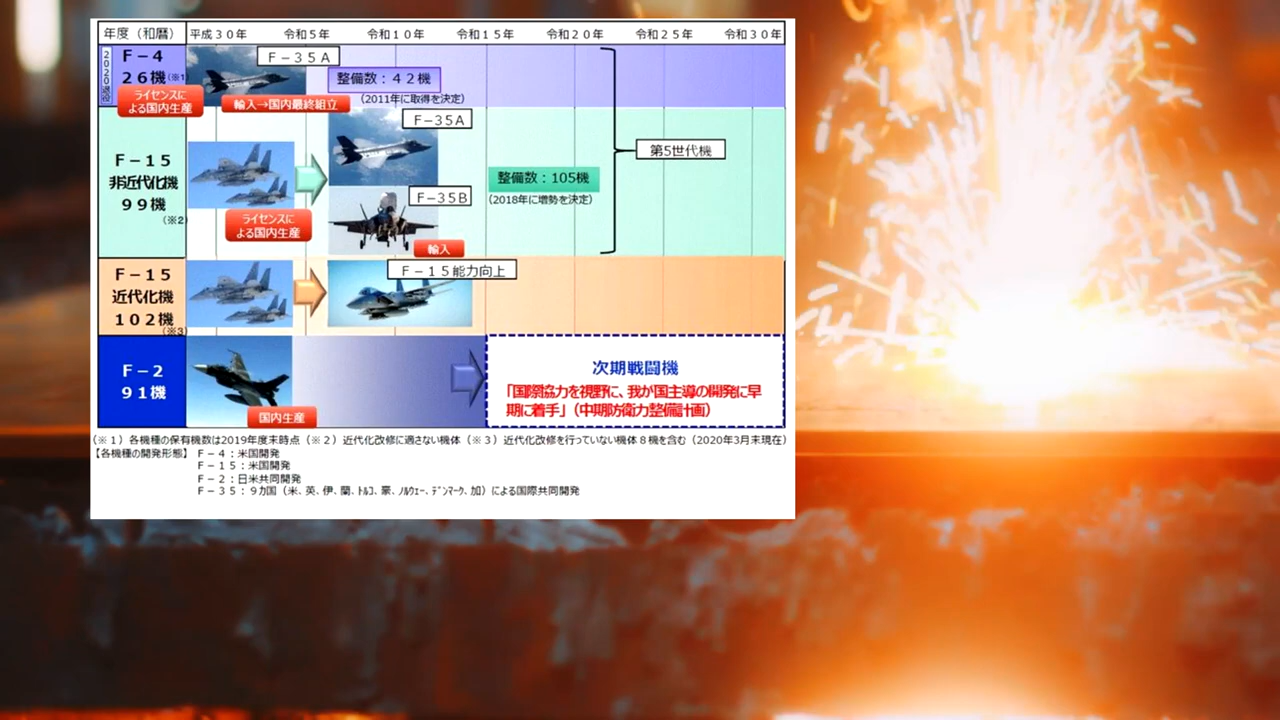 年度（和暦） 平成３０年 令和５年 令和１０年 令和１５年 令和２０年 令和２５年 令和３０年
2020退役
Ｆ－４
２６機(※1)
ライセンスに
よる国内生産
Ｆ－３５Ａ
輸入→国内最終組立
整備数：４２機
（2011年に取得を決定）
Ｆ－１５
非近代化機
９９機
（※２）
ライセンスに
よる国内生産
Ｆ－35Ａ
Ｆ－35Ｂ
輸入
整備数：105機
（2018年に増勢を決定）
第5世代機
Ｆ－１５
近代化機
１０２機
（※３）
Ｆ－１５能力向上
Ｆ－２
９１機
国内生産
次期戦闘機
「国際協力を視野に、我が国主導の開発に早
期に着手」（中期防衛力整備計画）
（※１）各機種の保有機数は2019年度末時点（※２）近代化改修に適さない機体（※３）近代化改修を行っていない機体８機を含む（2020年3月末現在）
【各機種の開発形態】 Ｆ－４：米国開発
Ｆ－１５：米国開発
Ｆ－２：日米共同開発
Ｆ－３５：９カ国（米、英、伊、蘭、ﾄﾙｺ、豪、ﾉﾙｳｪｰ、ﾃﾞﾝﾏｰｸ、加）による国際共同開発